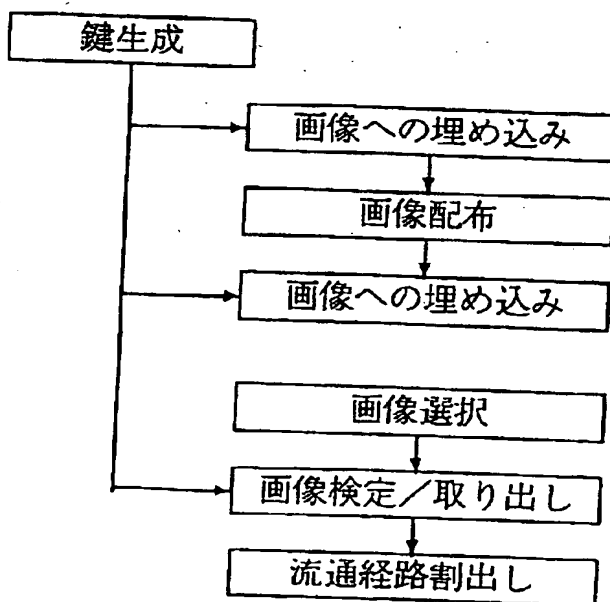 鍵生成
画像への埋め込み
画像配布
画像への埋め込み
画像選択
画像検定／取り出し
流通経路割出し